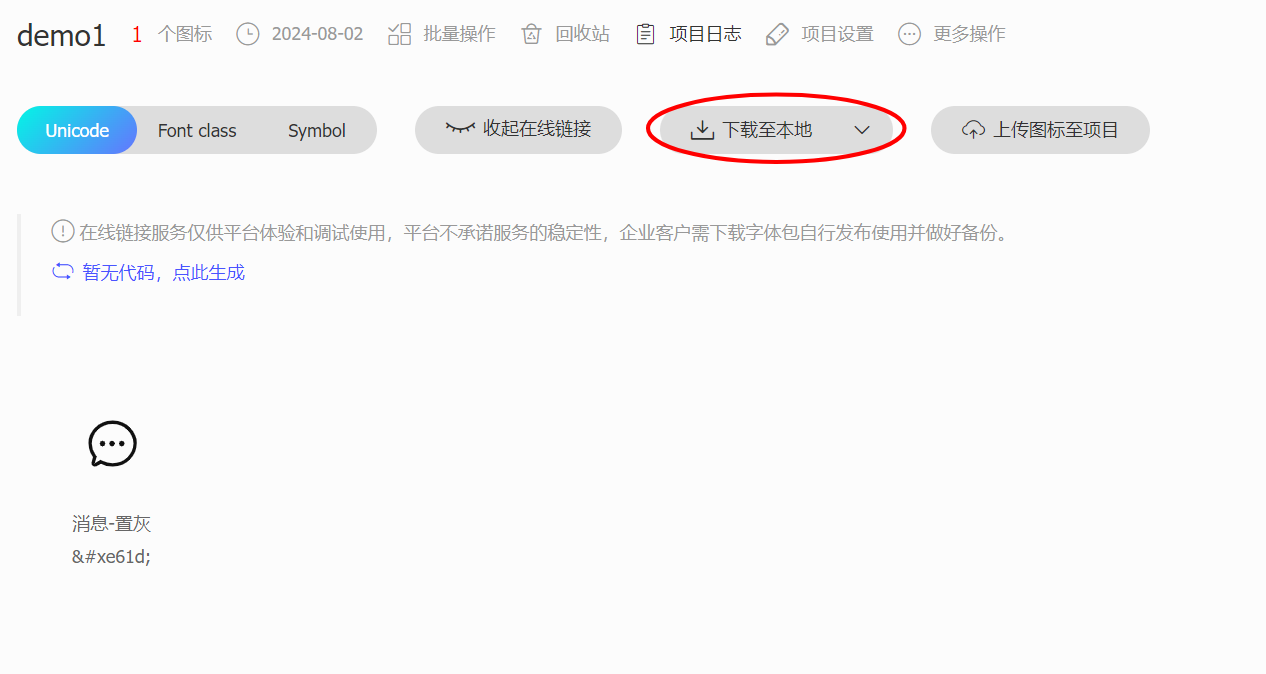 demo1 1 个图标 2024-08-02 批量操作 回收站 项目日志 项目设置 更多操作
Unicode Font class Symbol 收起在线链接 下载至本地 上传图标至项目
在线链接服务仅供平台体验和调试使用，平台不承诺服务的稳定性，企业客户需下载字体包自行发布使用并做好备份。
暂无代码，点此生成
消息-置灰
&#xe61d;